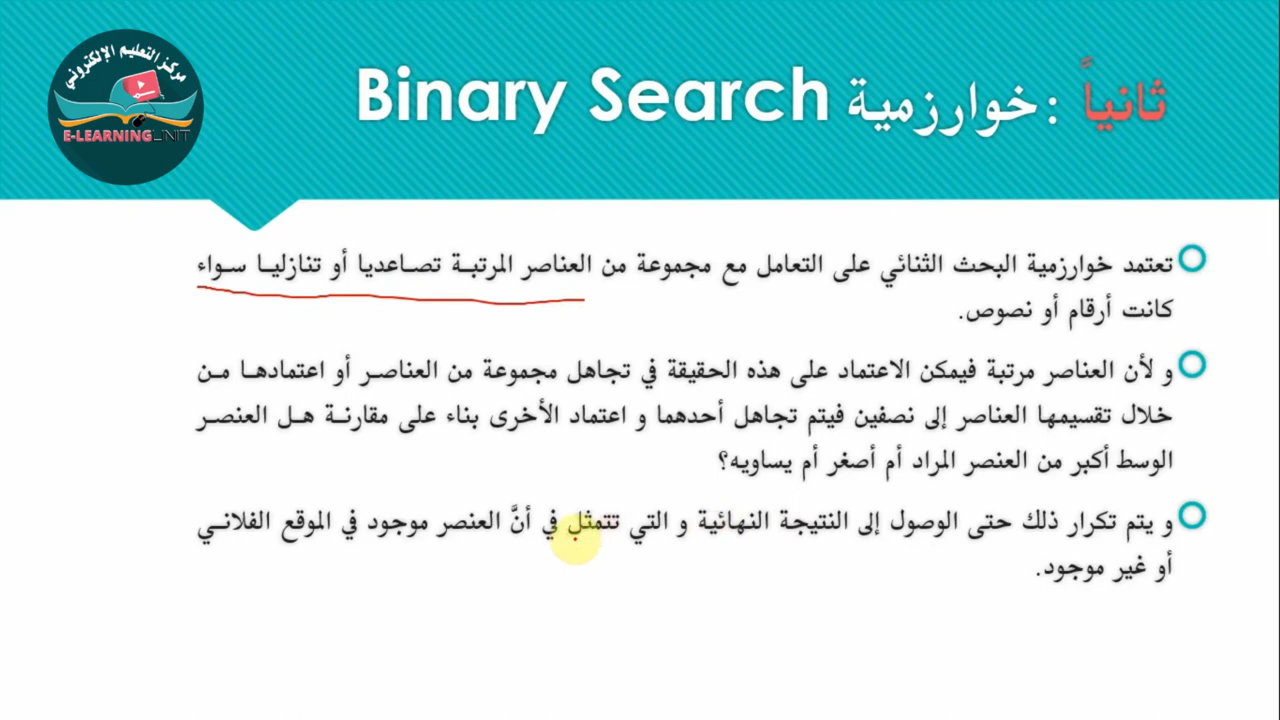 مركز التعليم الإلكتروني
E-LEARNING UNIT
ثانياً : خوارزمية Binary Search
تعتمد خوارزمية البحث الثنائي على التعامل مع مجموعة من العناصر المرتبة تصاعديا أو تنازليا سواء
كانت أرقام أو نصوص.
و لأن العناصر مرتبة فيمكن الاعتماد على هذه الحقيقة في تجاهل مجموعة من العناصر أو اعتمادها من
خلال تقسيمها العناصر إلى نصفين فيتم تجاهل أحدهما و اعتماد الأخرى بناء على مقارنة هل العنصر
الوسط أكبر من العنصر المراد أم أصغر أم يساويه؟
و يتم تكرار ذلك حتى الوصول إلى النتيجة النهائية و التي تتمثل في أنَّ العنصر موجود في الموقع الفلاني
أو غير موجود.